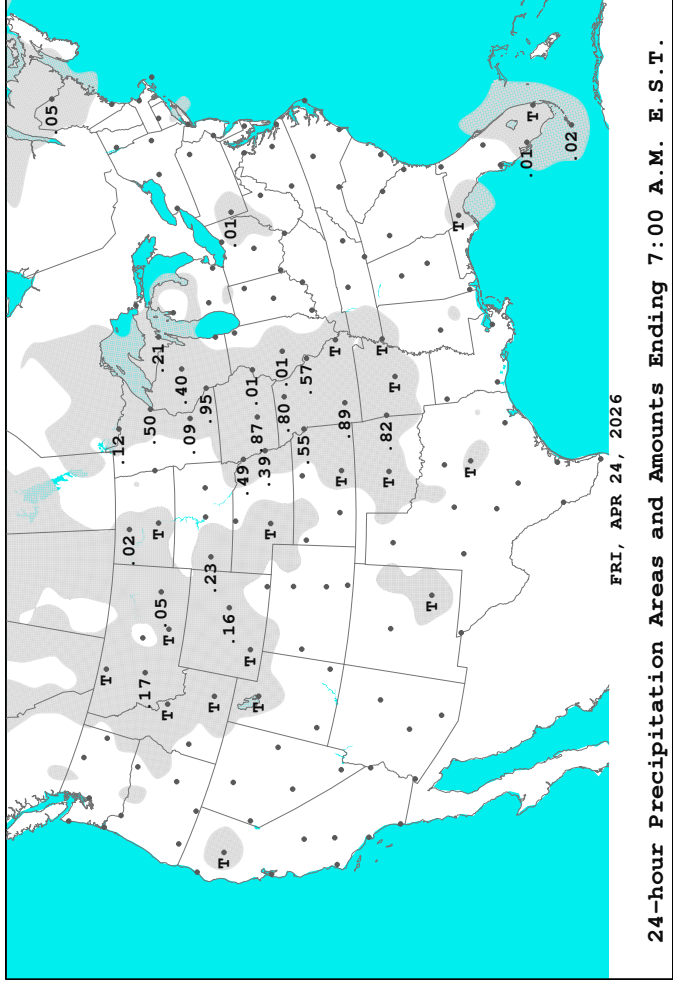 .05
T
.12
.02
.17
.50
T
.21
.05
T
T
.40
.09
.95
T
.23
T
.16
.01
.49
T
.01
.87
T
.39
T
.01
.80
.55
.57
T
T
.89
T
.82
T
T
T
T
T
.01
T
.02
FRI, APR 24, 2026
24-hour Precipitation Areas and Amounts Ending 7:00 A.M. E.S.T.